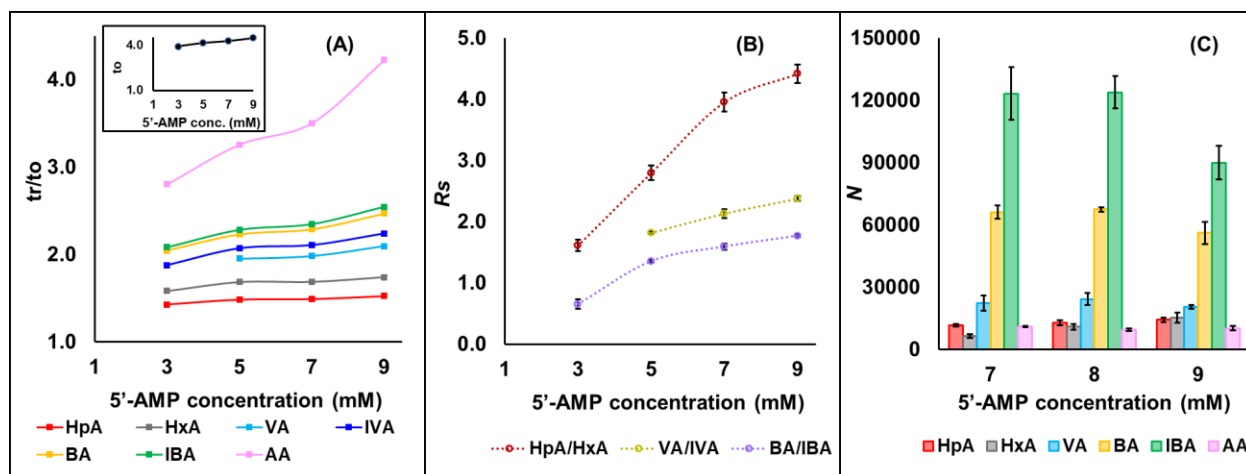 (A)
4.0
1.0
to
1 3 5 7 9
5'-AMP conc. (mM)
4.0
3.0
2.0
1.0
tr/to
1 3 5 7 9
5'-AMP concentration (mM)
HpA HxA VA IVA
BA IBA AA
(B)
5.0
4.0
3.0
2.0
1.0
0.0
Rs
1 3 5 7 9
5'-AMP concentration (mM)
HpA/HxA VA/IVA BA/IBA
(C)
150000
120000
90000
60000
30000
0
N
7 8 9
5'-AMP concentration (mM)
HpA HxA VA BA IBA AA